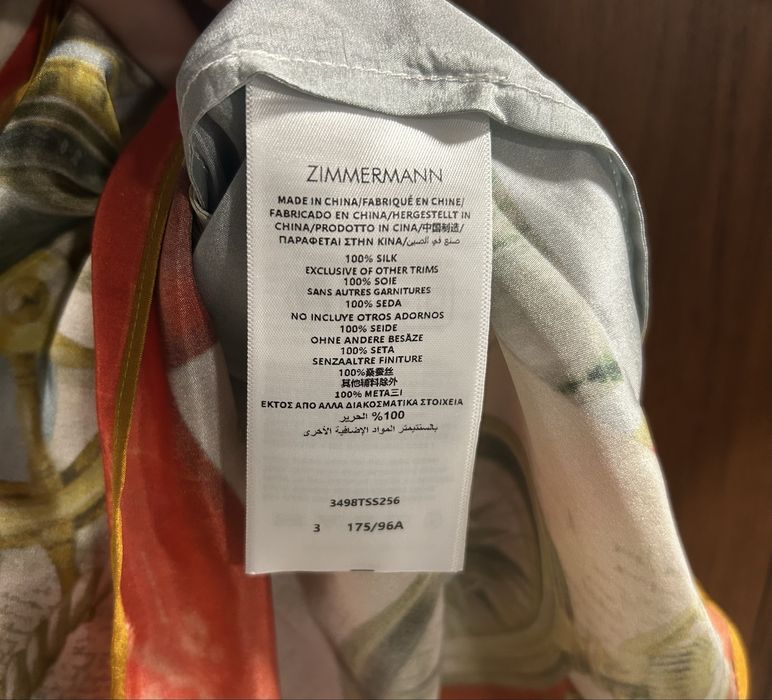 ZIMMERMANN
MADE IN CHINA/FABRIQUÉ EN CHINE/
FABRICADO EN CHINA/HERGESTELLT IN
CHINA/PRODOTTO IN CINA/中国制造/
ΠΑΡΑΦΕΤΑΙ ΣΤΗΝ ΚΙΝΑ/صنع في الصين
100% SILK
EXCLUSIVE OF OTHER TRIMS
100% SOIE
SANS AUTRES GARNITURES
100% SEDA
NO INCLUYE OTROS ADORNOS
100% SEIDE
OHNE ANDERE BESÄZE
100% SETA
SENZAALTRE FINITURE
100%桑蚕丝
其他辅料除外
100% ΜΕΤΑΞΙ
ΕΚΤΟΣ ΑΠΟ ΑΛΛΑ ΔΙΑΚΟΣΜΑΤΙΚΑ ΣΤΟΙΧΕΙΑ
100% الحرير
بالسنتيمتر المواد الإضافية الأخرى
3498TSS256
3 175/96A